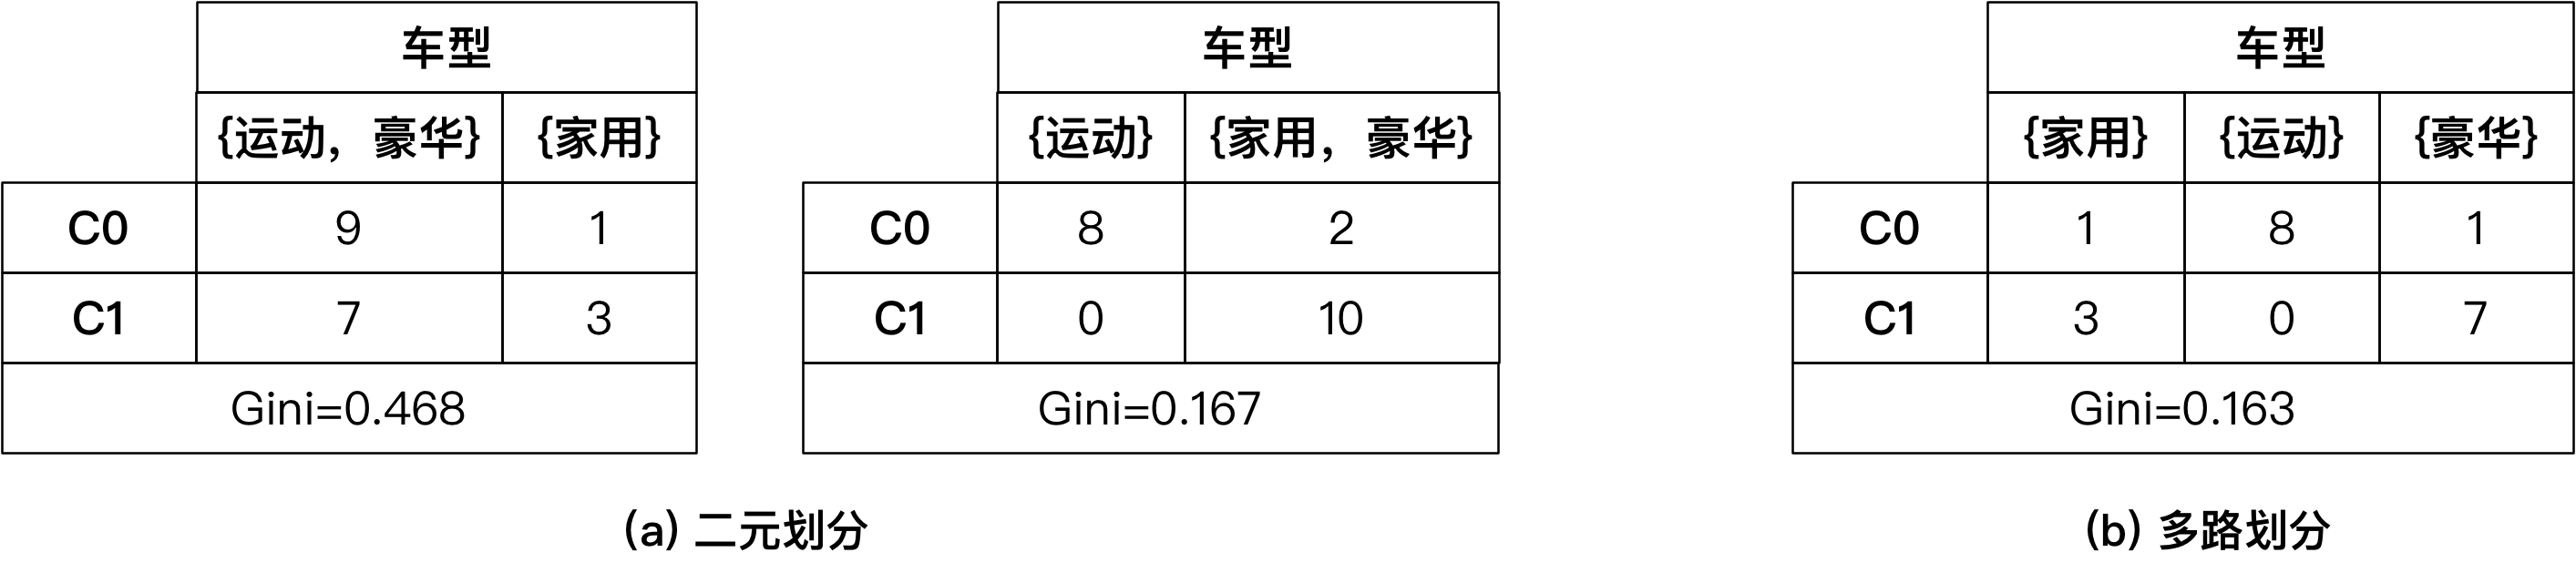 车型
{运动，豪华} {家用}
C0 9 1
C1 7 3
Gini=0.468
车型
{运动} {家用，豪华}
C0 8 2
C1 0 10
Gini=0.167
(a) 二元划分
车型
{家用} {运动} {豪华}
C0 1 8 1
C1 3 0 7
Gini=0.163
(b) 多路划分